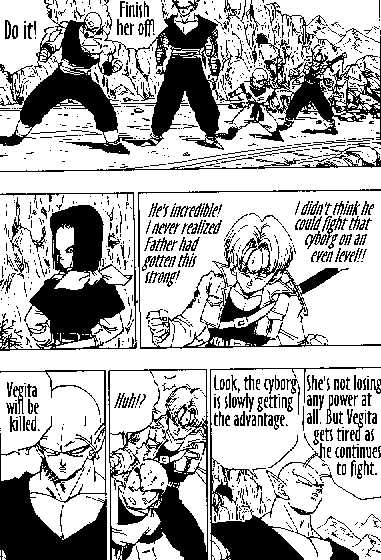 Do it!
Finish
her off!
He's incredible!
I never realized
Father had
gotten this
strong!
I didn't think he
could fight that
cyborg on an
even level!!
Vegita
will be
killed.
Huh!?
Look, the cyborg
is slowly getting
the advantage.
She's not losing
any power at
all. But Vegita
gets tired as
he continues
to fight.